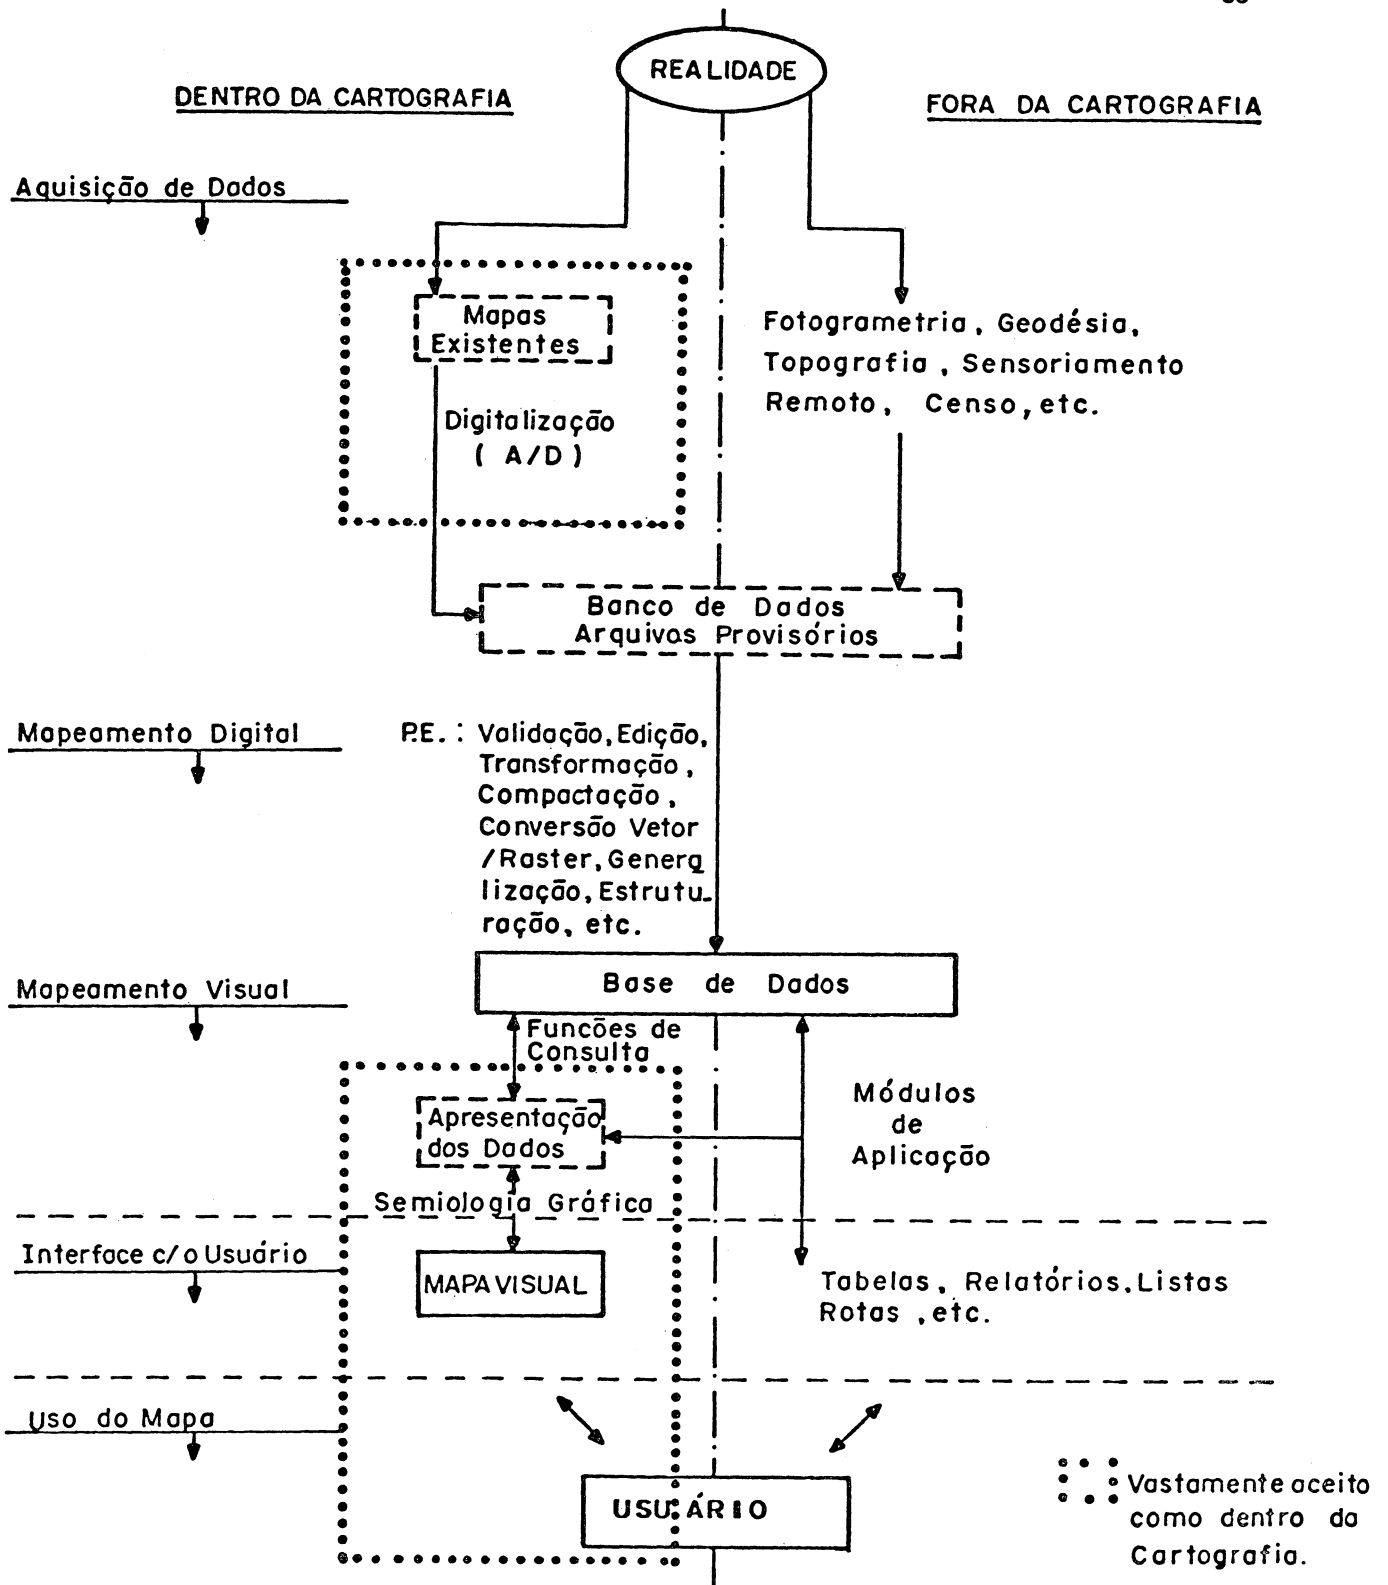 REALIDADE
DENTRO DA CARTOGRAFIA
FORA DA CARTOGRAFIA
Aquisição de Dados
Mapas
Existentes
Fotogrametria, Geodésia,
Topografia, Sensoriamento
Remoto, Censo, etc.
Digitalização
( A/D )
Banco de Dados
Arquivas Provisórios
Mapeamento Digital
P.E. : Validação, Edição,
Transformação,
Compactação,
Conversão Vetor
/Raster, Genera
lização, Estrutu-
ração, etc.
Base de Dados
Mapeamento Visual
Funcões de
Consulta
Módulos
de
Aplicação
Apresentação
dos Dados
Semiologia Gráfica
Interface c/o Usuário
MAPA VISUAL
Tabelas, Relatórios, Listas
Rotas, etc.
Uso do Mapa
USUÁRIO
Vastamente aceito
como dentro da
Cartografia.